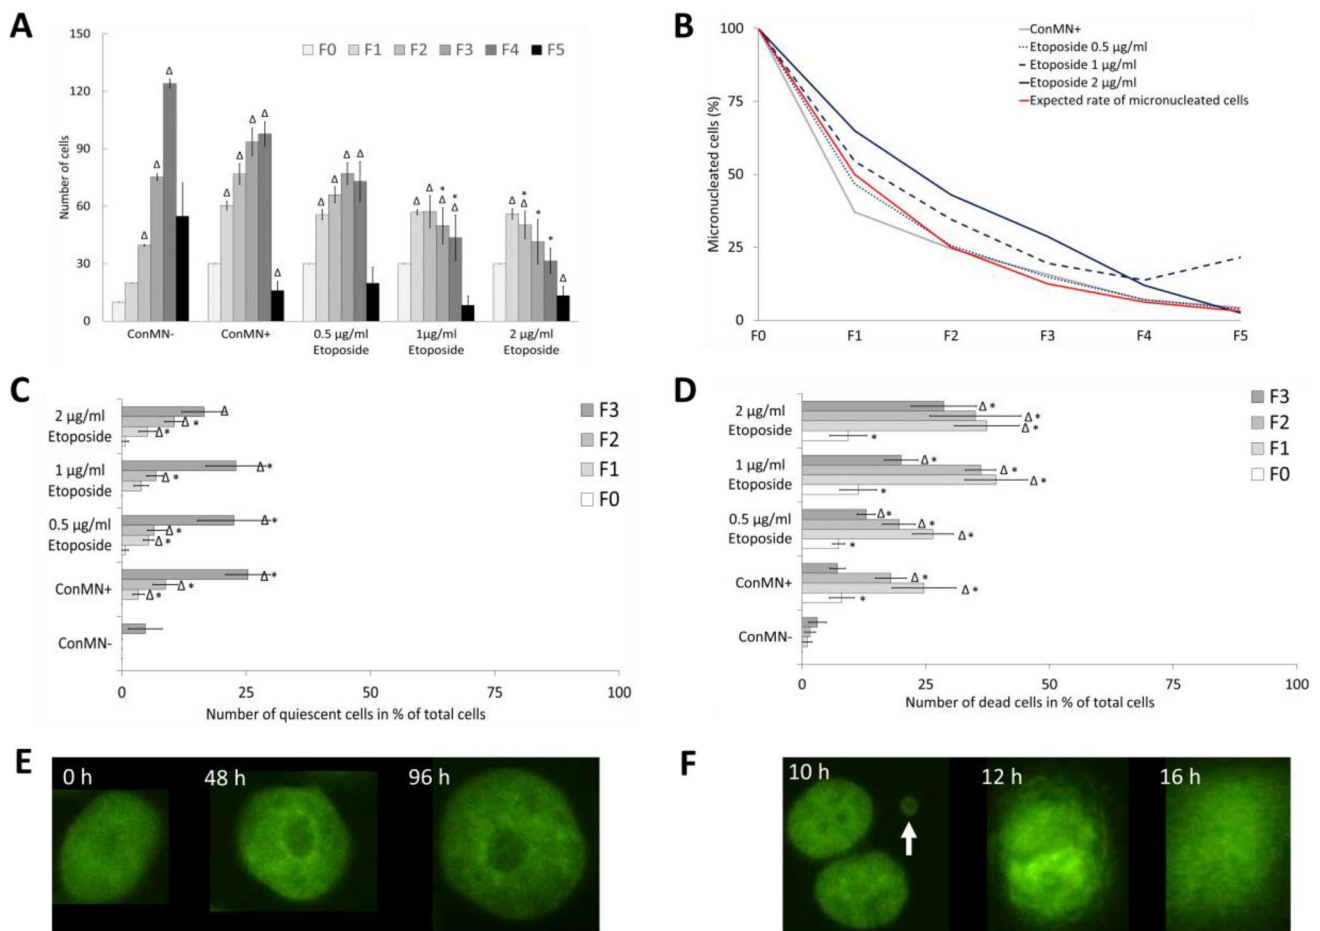 A
150
120
90
60
30
0
Number of cells
F0 F1 F2 F3 F4 F5
Δ Δ Δ
Δ Δ Δ Δ Δ
Δ Δ Δ Δ
Δ Δ * Δ * Δ
Δ * Δ * * Δ
ConMN- ConMN+ 0.5 µg/ml 1µg/ml 2 µg/ml
Etoposide Etoposide Etoposide
B
100
75
50
25
0
Micronucleated cells (%)
ConMN+
Etoposide 0.5 µg/ml
Etoposide 1 µg/ml
Etoposide 2 µg/ml
Expected rate of micronucleated cells
F0 F1 F2 F3 F4 F5
C
2 µg/ml
Etoposide
1 µg/ml
Etoposide
0.5 µg/ml
Etoposide
ConMN+
ConMN-
Δ
Δ *
Δ *
Δ *
Δ *
Δ *
Δ *
Δ *
Δ *
Δ *
Δ *
F3
F2
F1
F0
0 25 50 75 100
Number of quiescent cells in % of total cells
D
2 µg/ml
Etoposide
1 µg/ml
Etoposide
0.5 µg/ml
Etoposide
ConMN+
ConMN-
Δ *
Δ *
Δ *
*
Δ *
Δ *
Δ *
*
Δ *
Δ *
Δ *
*
Δ *
Δ *
*
F3
F2
F1
F0
0 25 50 75 100
Number of dead cells in % of total cells
E
0 h 48 h 96 h
F
10 h 12 h 16 h